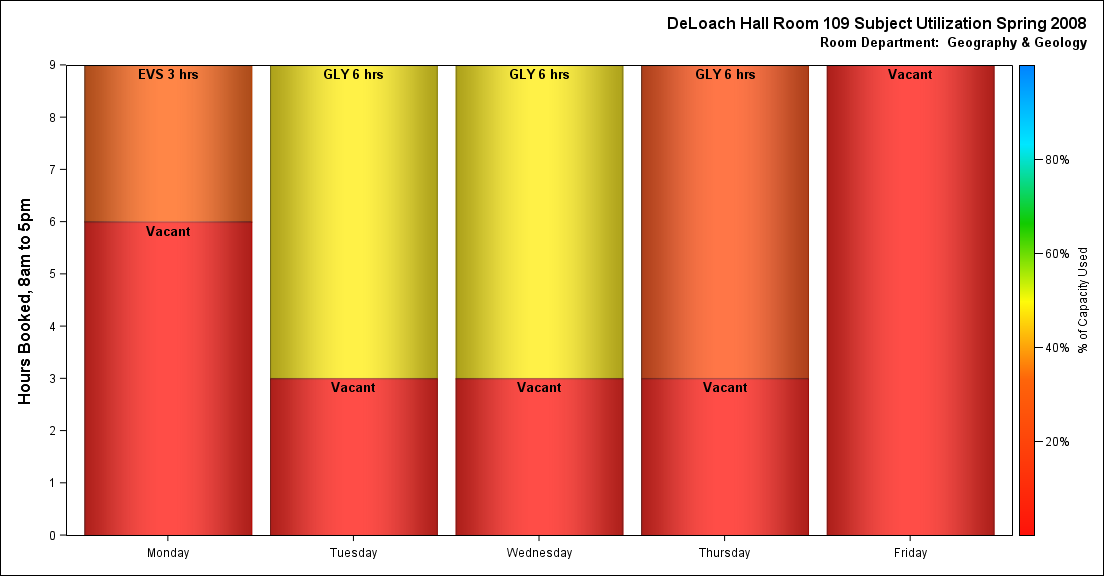 DeLoach Hall Room 109 Subject Utilization Spring 2008
Room Department:  Geography & Geology
Hours Booked, 8am to 5pm
9
8
7
6
5
4
3
2
1
0
EVS 3 hrs
Vacant
GLY 6 hrs
Vacant
GLY 6 hrs
Vacant
GLY 6 hrs
Vacant
Vacant
Monday
Tuesday
Wednesday
Thursday
Friday
80%
60%
40%
20%
% of Capacity Used